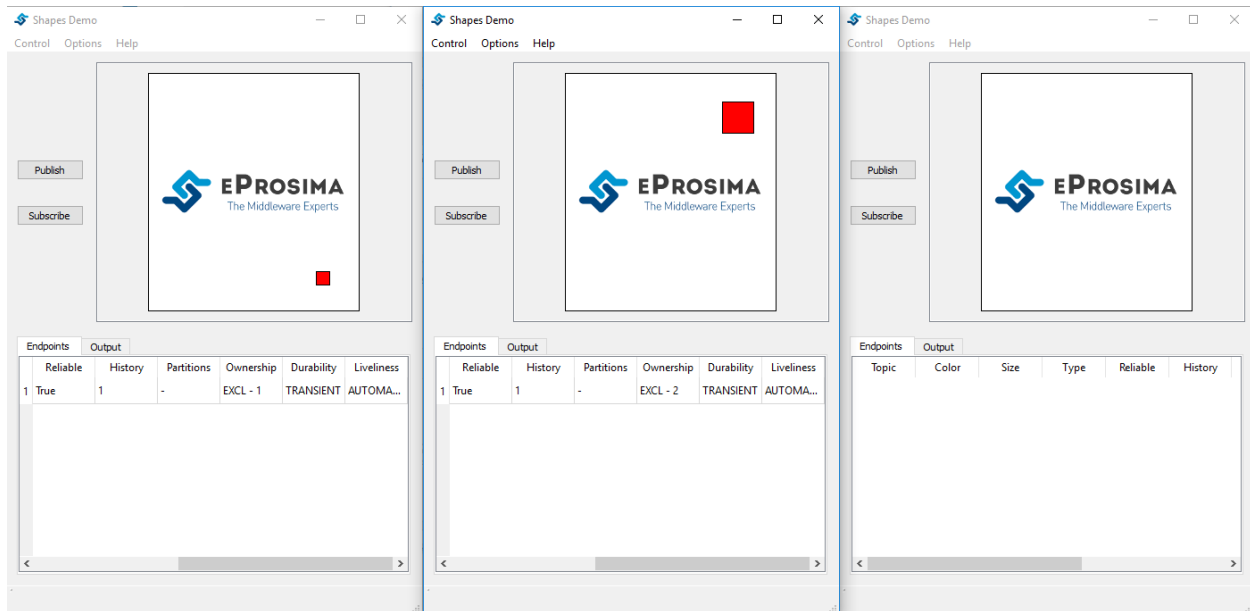 Shapes Demo
Control Options Help
Publish
Subscribe
EPROSIMA
The Middleware Experts
Endpoints Output
Reliable History Partitions Ownership Durability Liveliness
1 True 1 - EXCL - 1 TRANSIENT AUTOMA...
Shapes Demo
Control Options Help
Publish
Subscribe
EPROSIMA
The Middleware Experts
Endpoints Output
Reliable History Partitions Ownership Durability Liveliness
1 True 1 - EXCL - 2 TRANSIENT AUTOMA...
Shapes Demo
Control Options Help
Publish
Subscribe
EPROSIMA
The Middleware Experts
Endpoints Output
Topic Color Size Type Reliable History